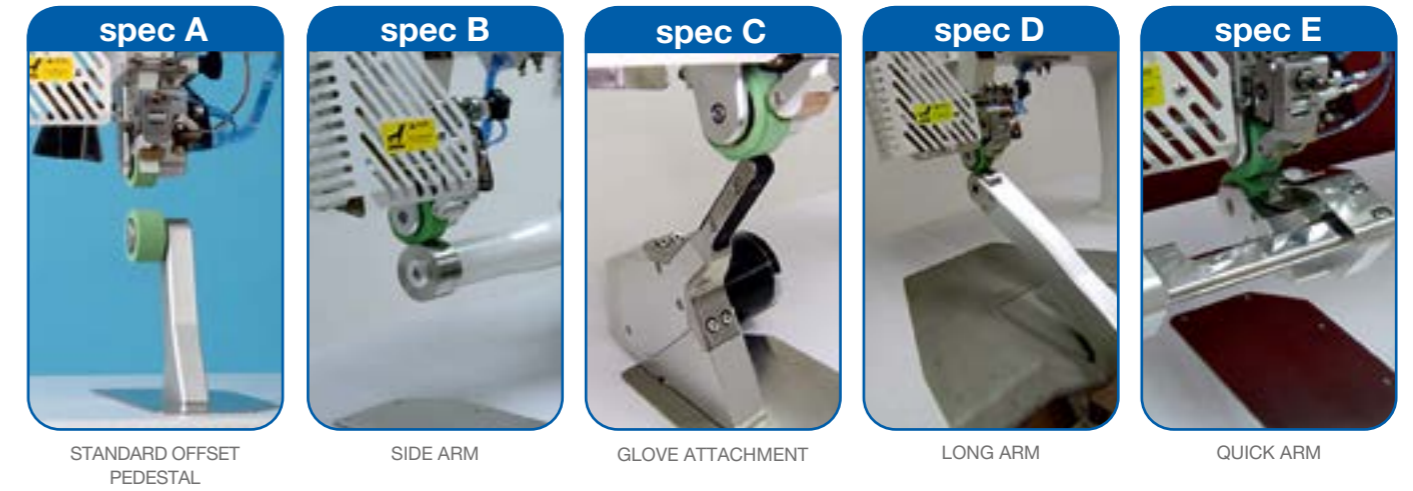 spec A
spec B
spec C
spec D
spec E
STANDARD OFFSET
PEDESTAL
SIDE ARM
GLOVE ATTACHMENT
LONG ARM
QUICK ARM